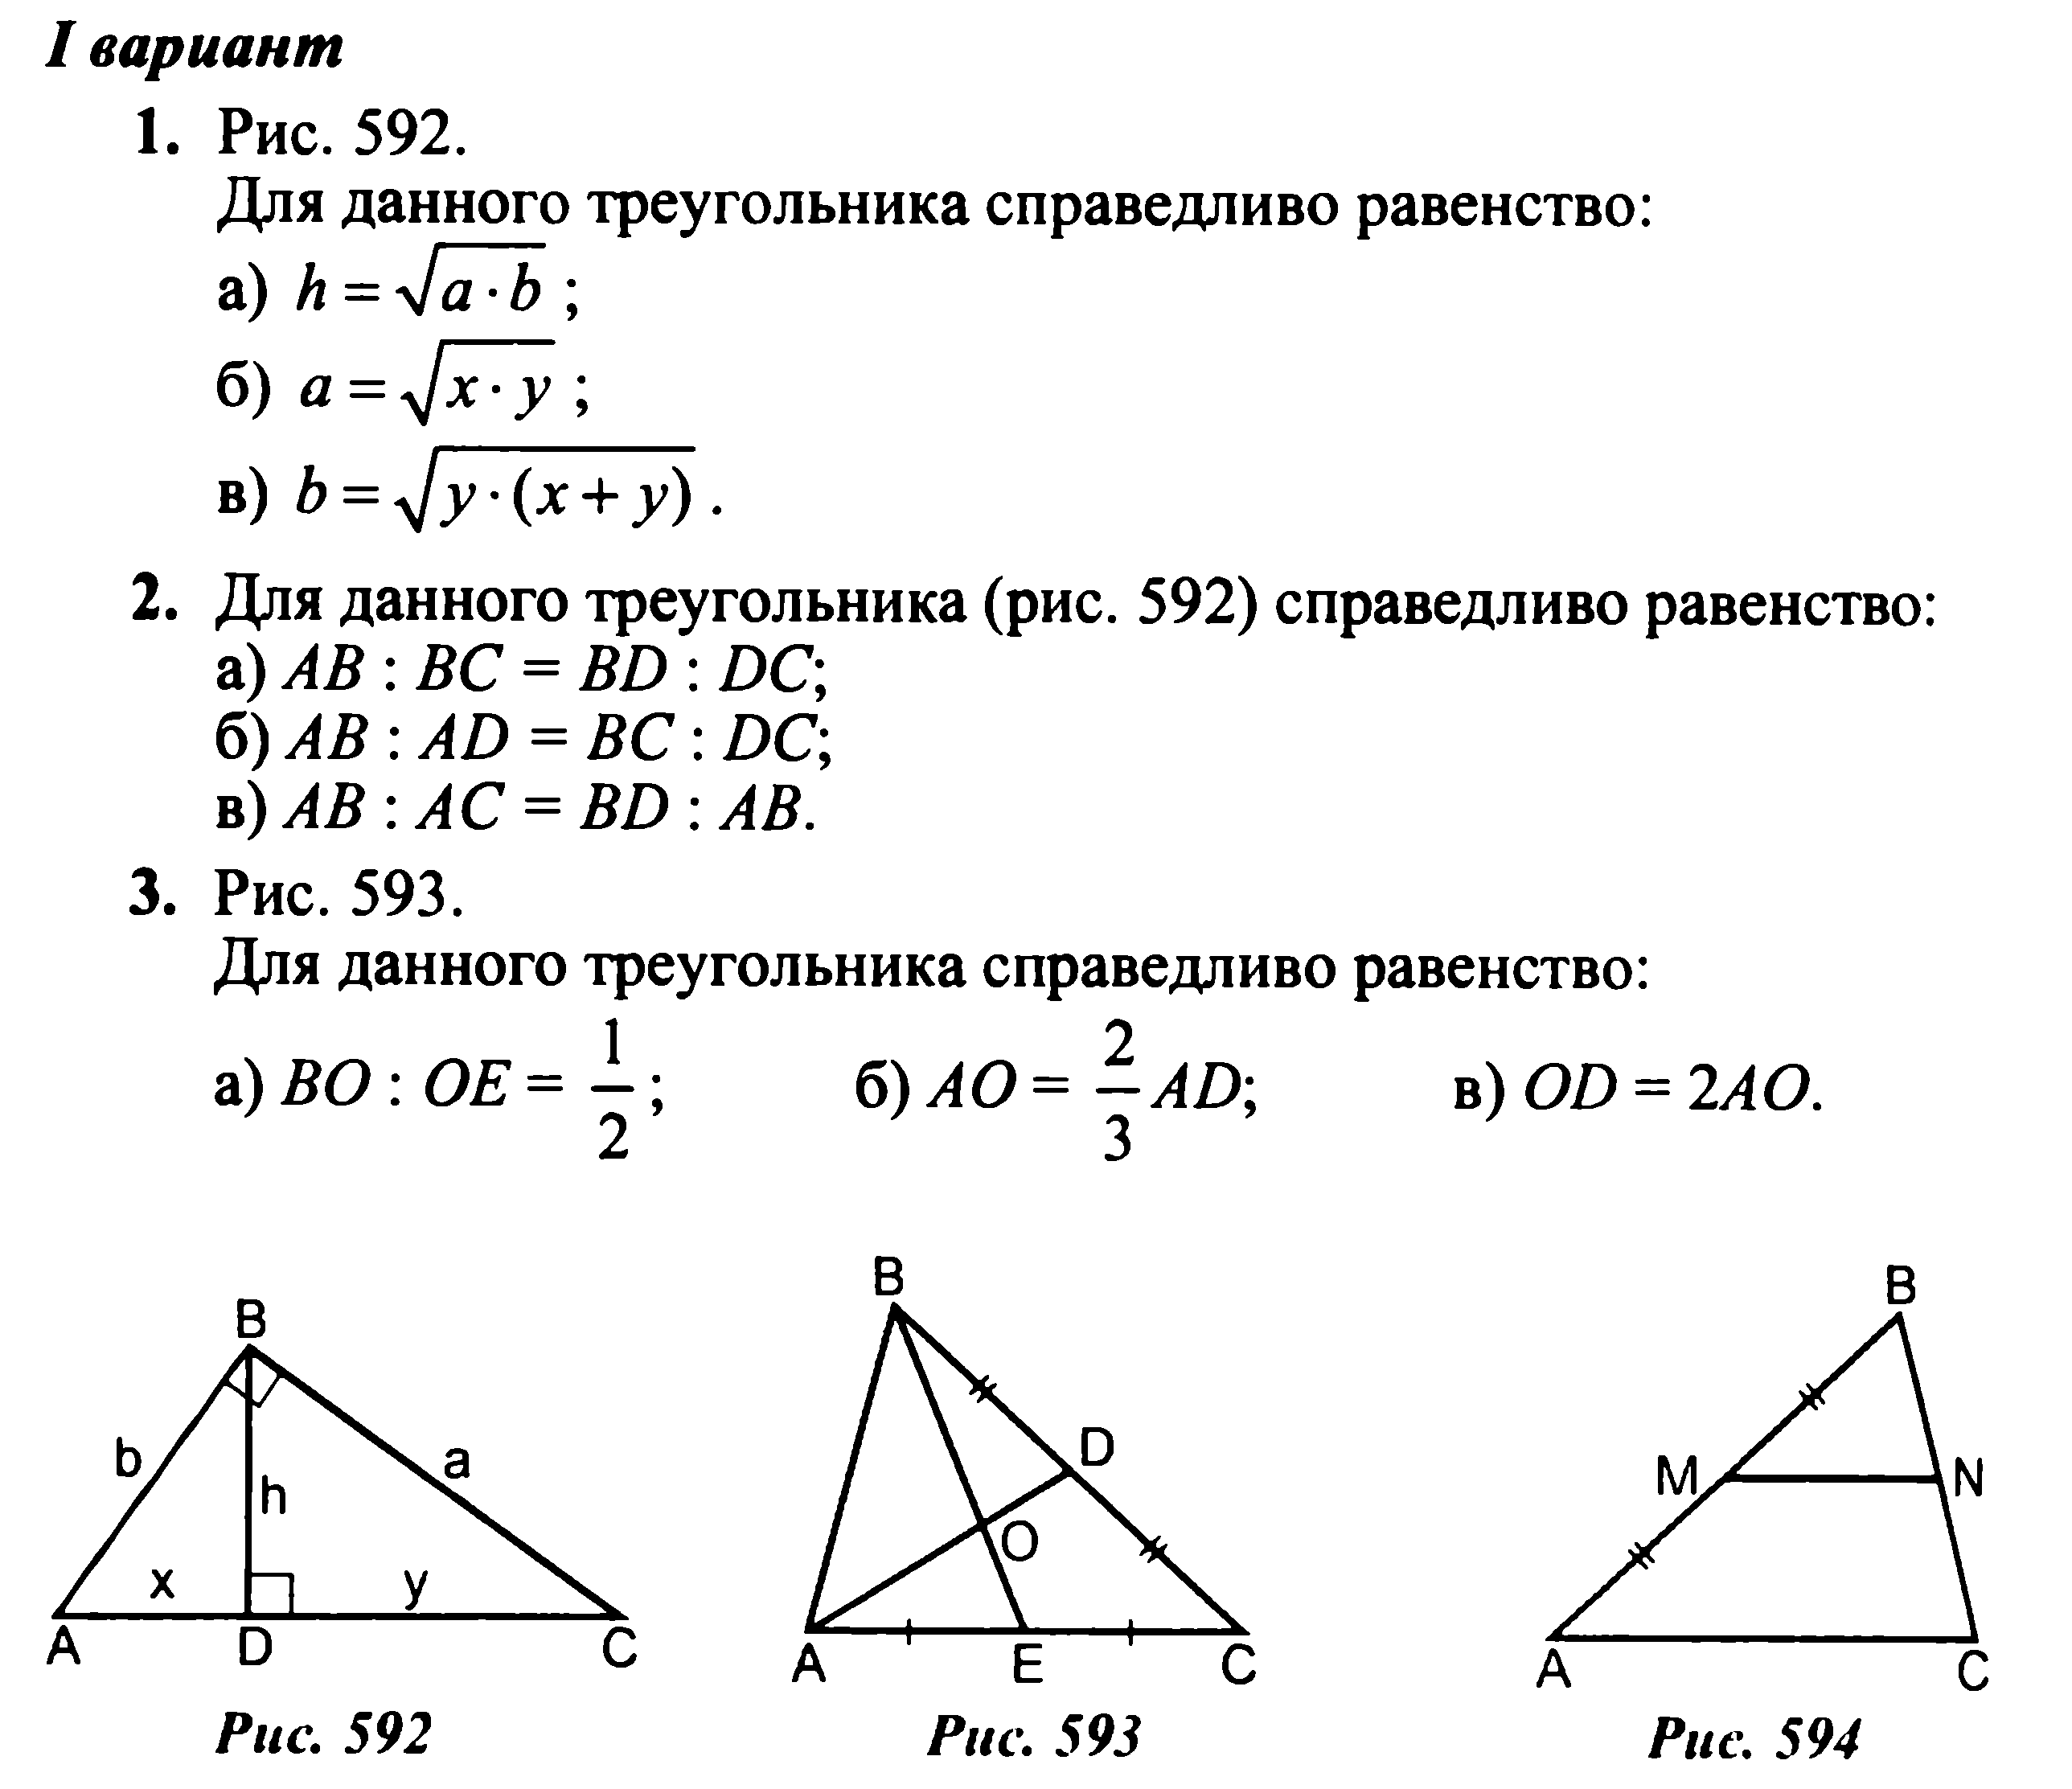 I вариант
1. Рис. 592.
Для данного треугольника справедливо равенство:
а) h = √(a · b) ;
б) a = √(x · y) ;
в) b = √(y · (x + y)) .
2. Для данного треугольника (рис. 592) справедливо равенство:
а) AB : BC = BD : DC;
б) AB : AD = BC : DC;
в) AB : AC = BD : AB.
3. Рис. 593.
Для данного треугольника справедливо равенство:
а) BO : OE = 1/2 ; б) AO = 2/3 AD; в) OD = 2AO.
B
b
a
h
x
y
A
D
C
Рис. 592
B
D
O
A
E
C
Рис. 593
B
M
N
A
C
Рис. 594